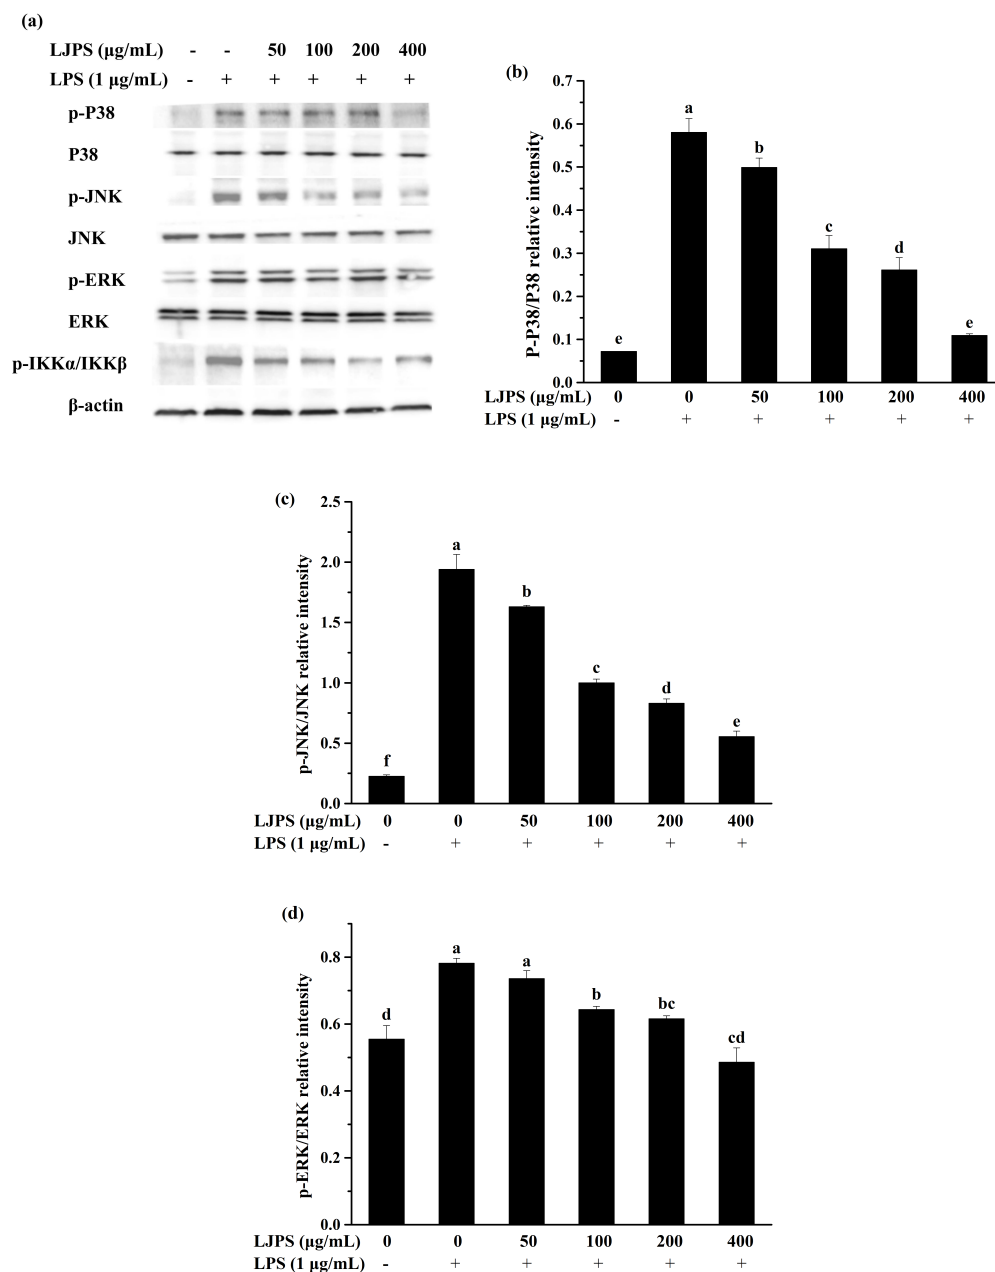 (a)
LJPS (μg/mL) - - 50 100 200 400
LPS (1 μg/mL) - + + + + +
p-P38
P38
p-JNK
JNK
p-ERK
ERK
p-IKKα/IKKβ
β-actin
(b)
P-P38/P38 relative intensity
0.7
0.6
0.5
0.4
0.3
0.2
0.1
0.0
e a b c d e
LJPS (μg/mL) 0 0 50 100 200 400
LPS (1 μg/mL) - + + + + +
(c)
p-JNK/JNK relative intensity
2.5
2.0
1.5
1.0
0.5
0.0
f a b c d e
LJPS (μg/mL) 0 0 50 100 200 400
LPS (1 μg/mL) - + + + + +
(d)
p-ERK/ERK relative intensity
0.8
0.6
0.4
0.2
0.0
d a a b bc cd
LJPS (μg/mL) 0 0 50 100 200 400
LPS (1 μg/mL) - + + + + +